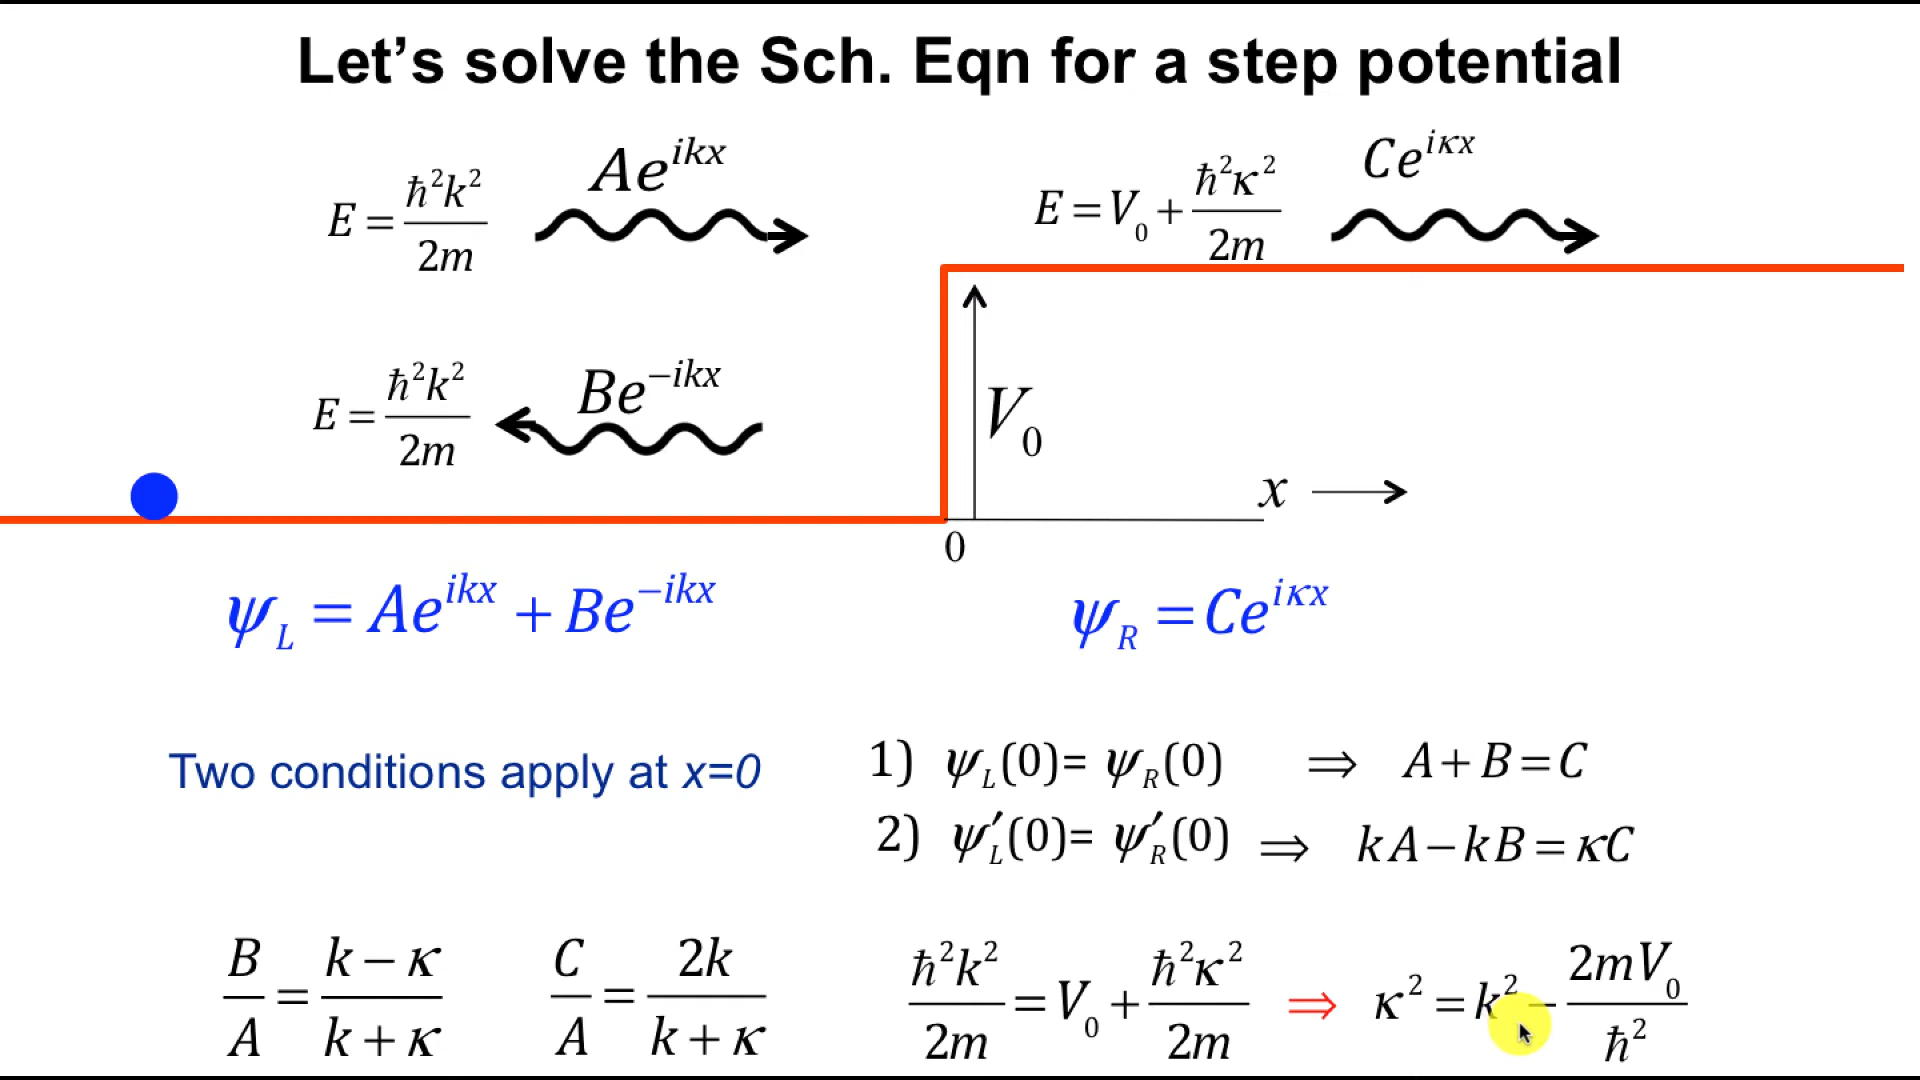 Let's solve the Sch. Eqn for a step potential
E = ħ²k²/2m
Ae^{ikx}
E = V₀ + ħ²κ²/2m
Ce^{iκx}
E = ħ²k²/2m
Be^{−ikx}
V₀
x
0
ψ_L = Ae^{ikx} + Be^{−ikx}
ψ_R = Ce^{iκx}
Two conditions apply at x=0
1) ψ_L(0)= ψ_R(0) ⇒ A+B=C
2) ψ′_L(0)= ψ′_R(0) ⇒ kA−kB=κC
B/A = (k−κ)/(k+κ)
C/A = 2k/(k+κ)
ħ²k²/2m = V₀ + ħ²κ²/2m ⇒ κ² = k² − 2mV₀/ħ²